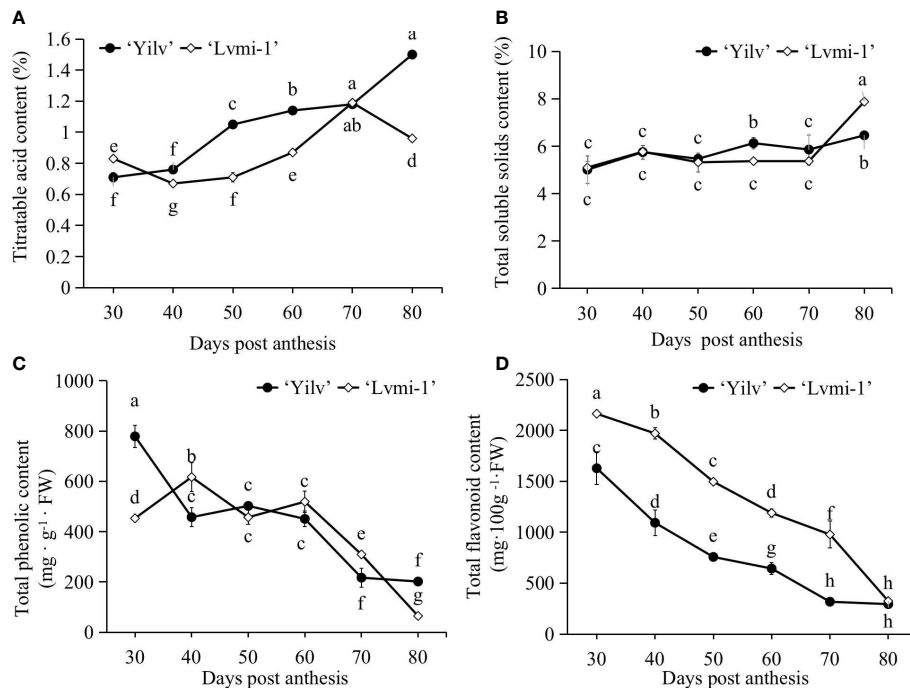 A
Titratable acid content (%)
1.6
1.4
1.2
1
0.8
0.6
0.4
0.2
0
‘Yilv’ ‘Lvmi-1’
a
a
b
c
ab
e
f
d
e
f
g
f
30 40 50 60 70 80
Days post anthesis
B
Total soluble solids content (%)
10
8
6
4
2
0
‘Yilv’ ‘Lvmi-1’
a
b
c c c c
b
c c c c c
30 40 50 60 70 80
Days post anthesis
C
Total phenolic content
(mg · g⁻¹ · FW)
1000
800
600
400
200
0
‘Yilv’ ‘Lvmi-1’
a
b
d c c c
c c
e
f
g
f
30 40 50 60 70 80
Days post anthesis
D
Total flavonoid content
(mg·100g ⁻¹·FW)
2500
2000
1500
1000
500
0
‘Yilv’ ‘Lvmi-1’
a
b
c c
d d
f
e g
h h
h
30 40 50 60 70 80
Days post anthesis